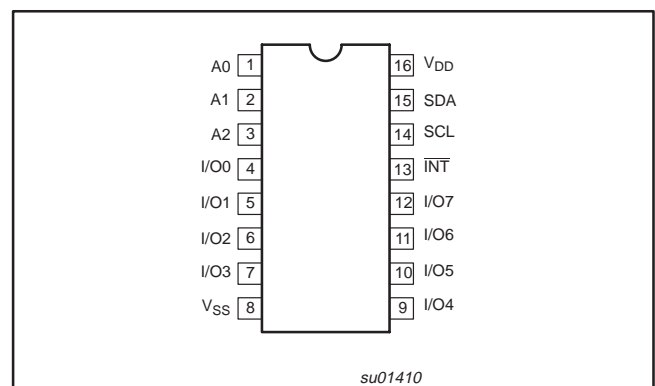 A0 1 16 VDD
A1 2 15 SDA
A2 3 14 SCL
I/O0 4 13 INT
I/O1 5 12 I/O7
I/O2 6 11 I/O6
I/O3 7 10 I/O5
VSS 8 9 I/O4
su01410